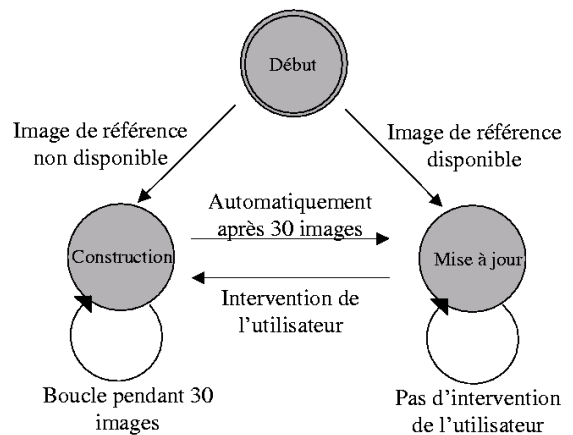 Début
Image de référence
non disponible
Image de référence
disponible
Automatiquement
après 30 images
Construction
Mise à jour
Intervention de
l’utilisateur
Boucle pendant 30
images
Pas d’intervention
de l’utilisateur